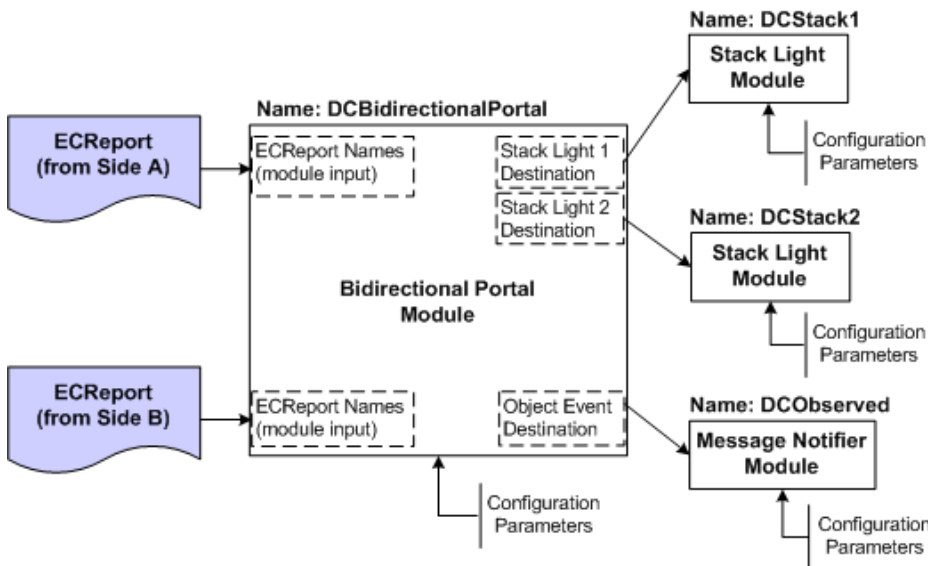 Name: DCStack1
Stack Light
Module
Configuration
Parameters
Name: DCBidirectionalPortal
ECReport
(from Side A)
ECReport Names
(module input)
Stack Light 1
Destination
Stack Light 2
Destination
Name: DCStack2
Stack Light
Module
Configuration
Parameters
Bidirectional Portal
Module
ECReport
(from Side B)
ECReport Names
(module input)
Object Event
Destination
Name: DCObserved
Message Notifier
Module
Configuration
Parameters
Configuration
Parameters